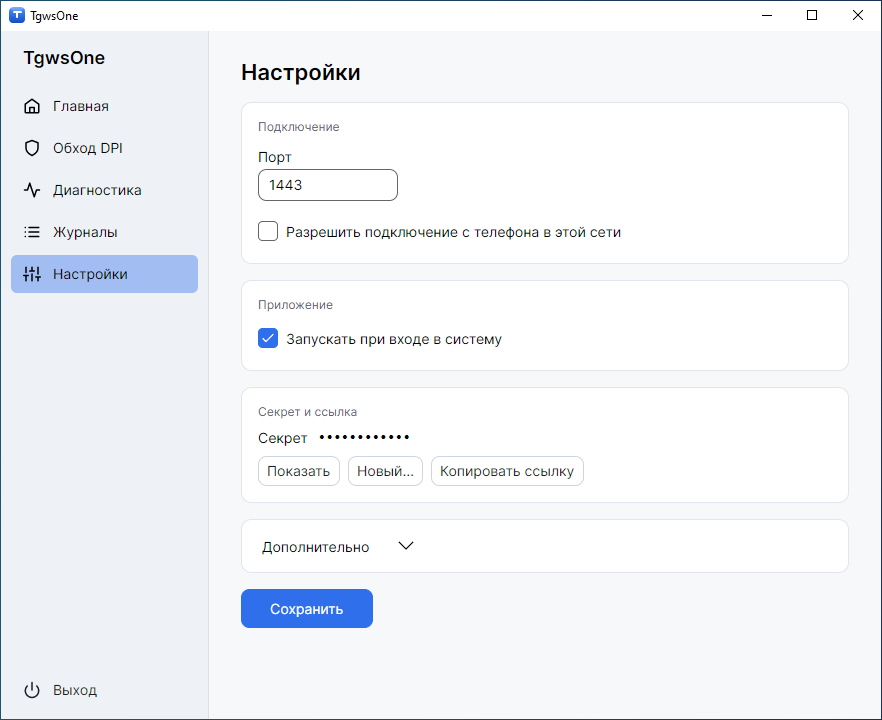 TgwsOne
TgwsOne
Главная
Обход DPI
Диагностика
Журналы
Настройки
Выход
Настройки
Подключение
Порт
1443
Разрешить подключение с телефона в этой сети
Приложение
Запускать при входе в систему
Секрет и ссылка
Секрет ••••••••••••
Показать Новый... Копировать ссылку
Дополнительно
Сохранить